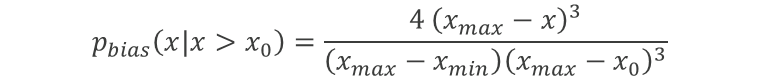 p_{bias}(x|x > x_0) = \frac{4 (x_{max} - x)^3}{(x_{max} - x_{min})(x_{max} - x_0)^3}